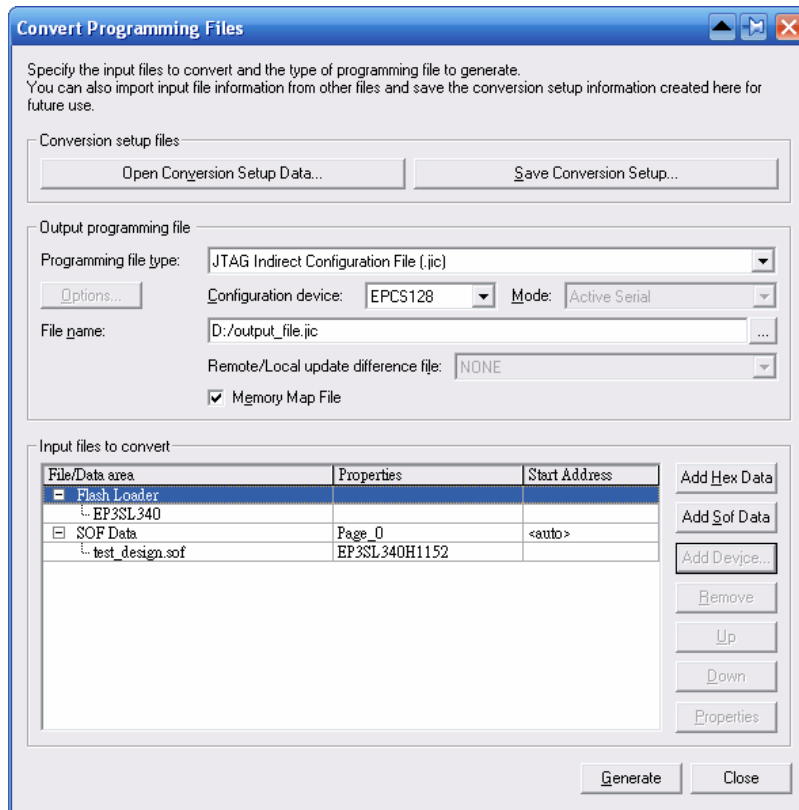 Convert Programming Files
Specify the input files to convert and the type of programming file to generate.
You can also import input file information from other files and save the conversion setup information created here for
future use.
Conversion setup files
Open Conversion Setup Data...
Save Conversion Setup...
Output programming file
Programming file type:
JTAG Indirect Configuration File (.jic)
Options...
Configuration device:
EPCS128
Mode:
Active Serial
File name:
D:/output_file.jic
...
Remote/Local update difference file:
NONE
Memory Map File
Input files to convert
File/Data area
Properties
Start Address
Flash Loader
EP3SL340
SOF Data
Page_0
<auto>
test_design.sof
EP3SL340H1152
Add Hex Data
Add Sof Data
Add Device...
Remove
Up
Down
Properties
Generate
Close